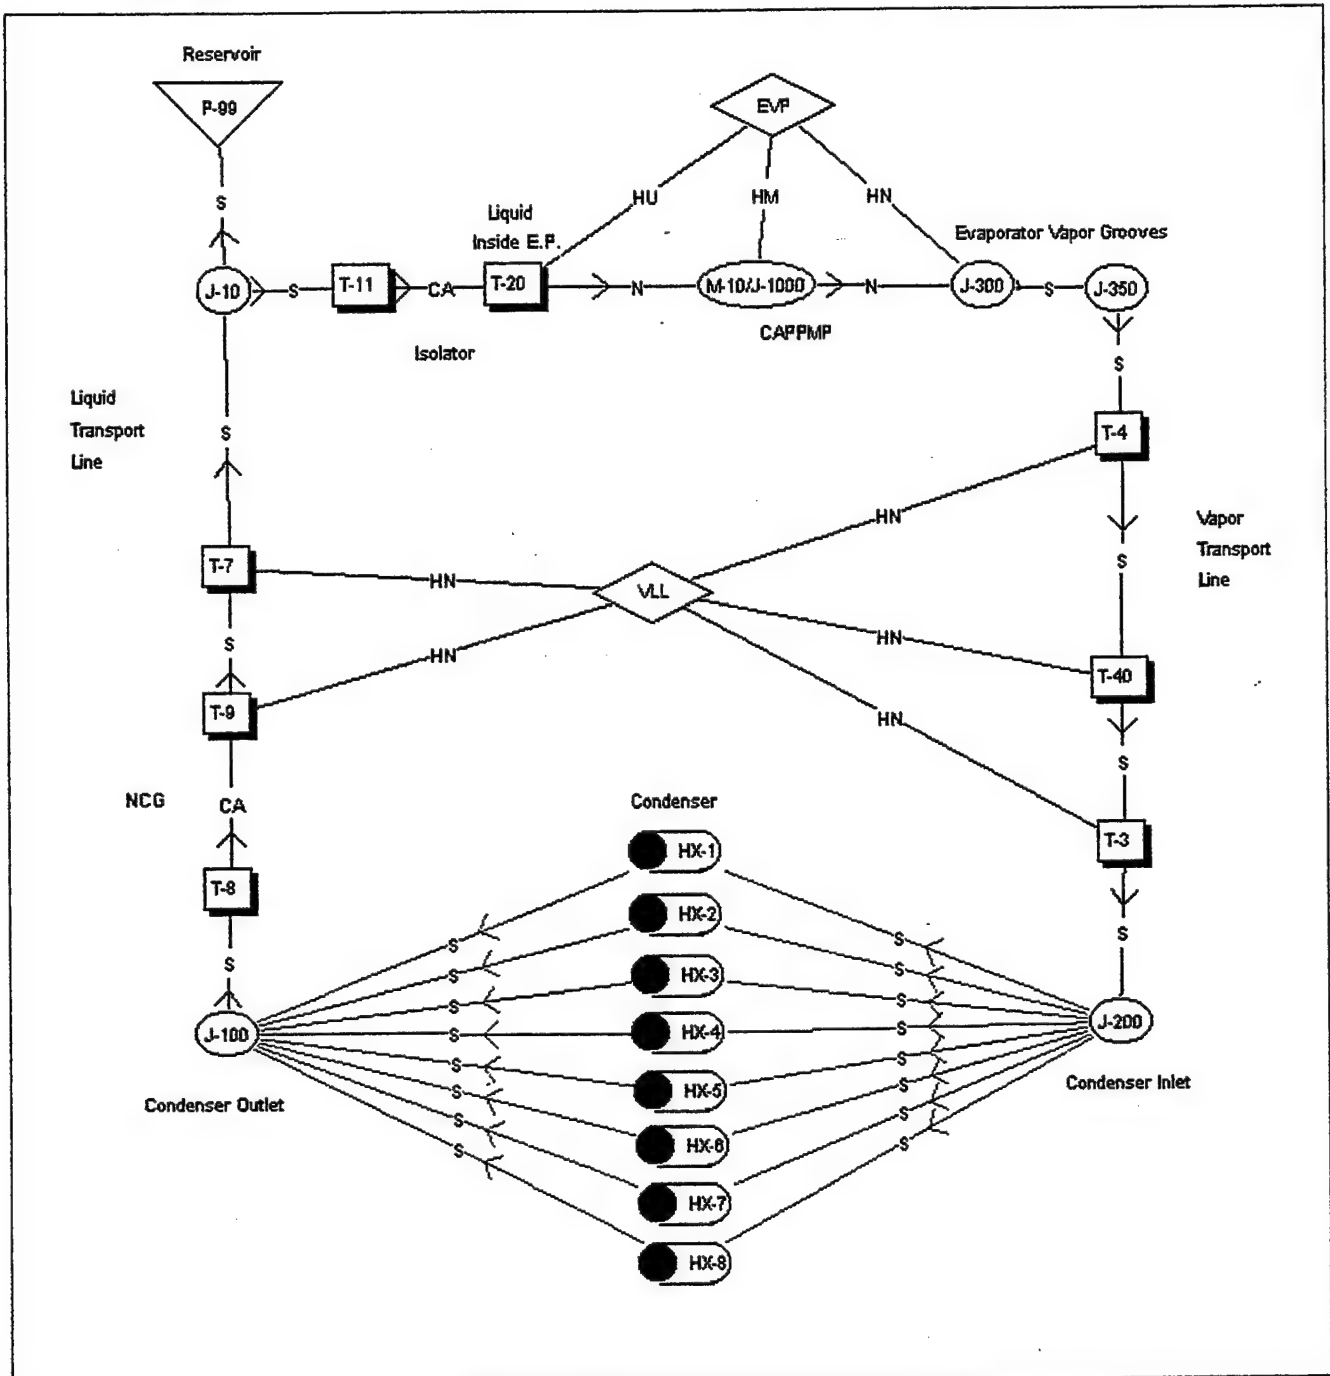 Reservoir
P-99
EVP
S
HU
HM
HN
Liquid
Inside E.P.
Evaporator Vapor Grooves
J-10
S
T-11
CA
T-20
N
M-10/J-1000
N
J-300
S
J-350
CAPPMP
Isolator
S
Liquid
Transport
Line
S
T-4
HN
Vapor
Transport
Line
S
T-7
HN
VLL
HN
S
HN
T-40
T-9
HN
S
NCG
CA
Condenser
T-3
HX-1
T-8
HX-2
S
S
S
S
S
S
HX-3
S
S
J-100
S
HX-4
S
J-200
S
S
HX-5
S
S
Condenser Inlet
Condenser Outlet
S
S
HX-6
S
S
HX-7
HX-8